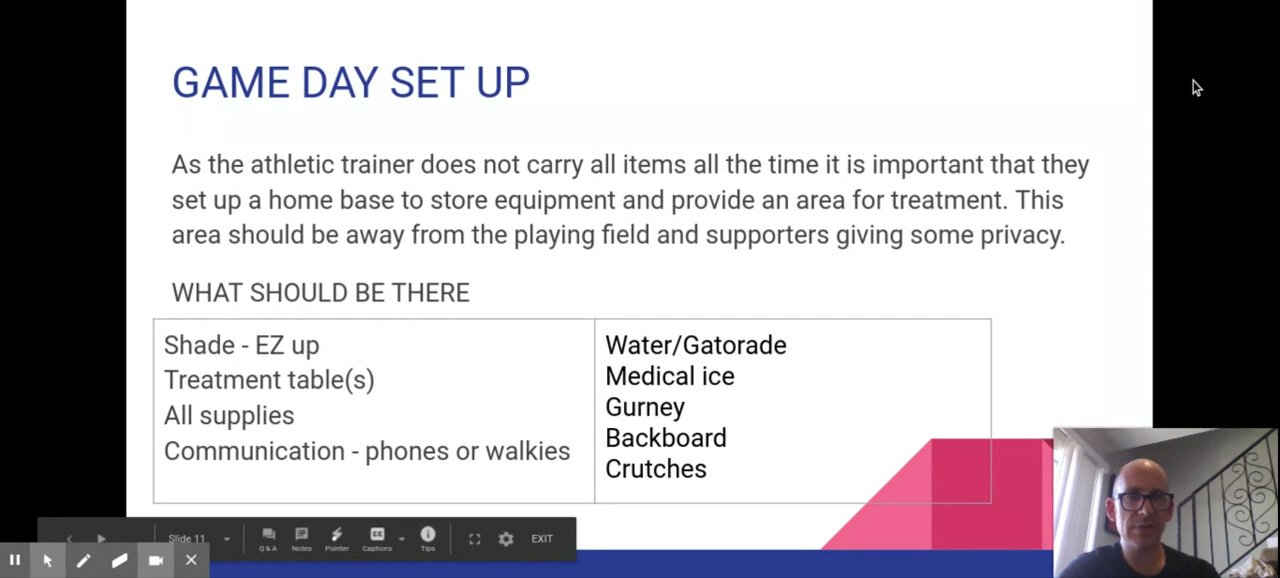 GAME DAY SET UP
As the athletic trainer does not carry all items all the time it is important that they
set up a home base to store equipment and provide an area for treatment. This
area should be away from the playing field and supporters giving some privacy.
WHAT SHOULD BE THERE
Shade - EZ up
Treatment table(s)
All supplies
Communication - phones or walkies
Water/Gatorade
Medical ice
Gurney
Backboard
Crutches
Slide 11
Q & A
Notes
Pointer
CC
Captions
Tips
EXIT